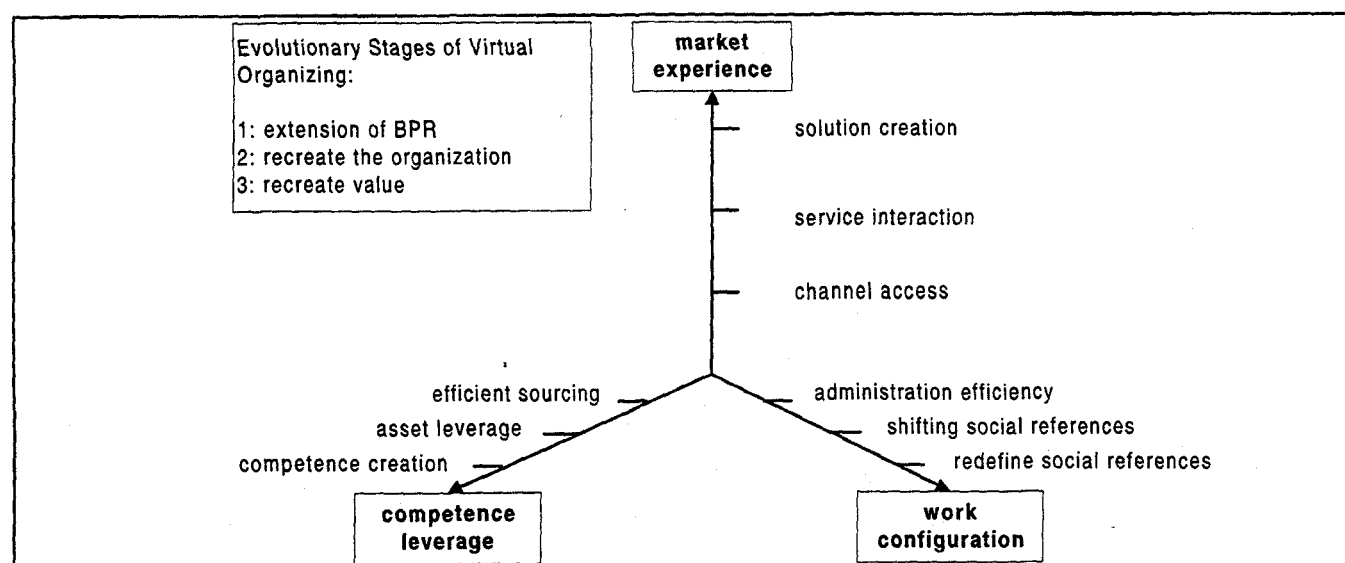 Evolutionary Stages of Virtual
Organizing:
1: extension of BPR
2: recreate the organization
3: recreate value
market
experience
solution creation
service interaction
channel access
efficient sourcing
asset leverage
competence creation
administration efficiency
shifting social references
redefine social references
competence
leverage
work
configuration